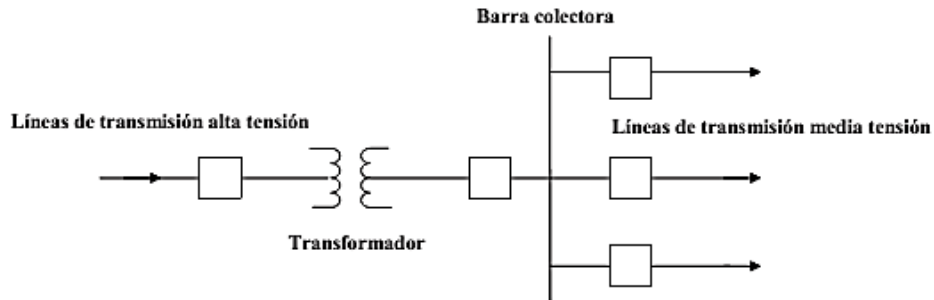 Barra colectora
Líneas de transmisión alta tensión
Líneas de transmisión media tensión
Transformador